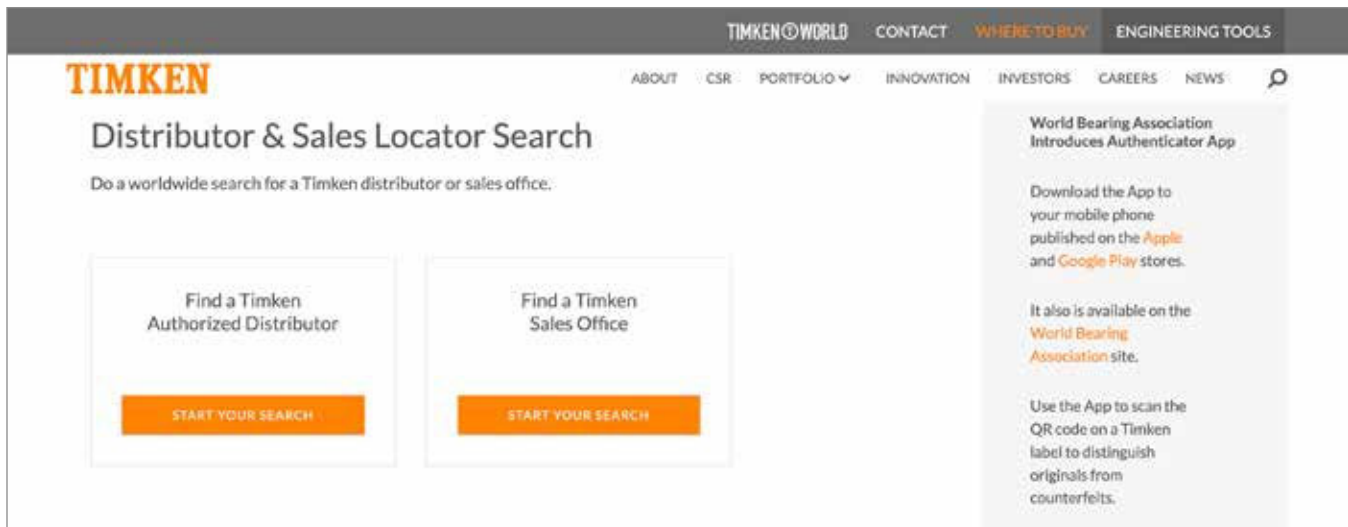 TIMKEN WORLD CONTACT WHERE TO BUY ENGINEERING TOOLS
TIMKEN ABOUT CSR PORTFOLIO INNOVATION INVESTORS CAREERS NEWS
Distributor & Sales Locator Search
Do a worldwide search for a Timken distributor or sales office.
Find a Timken
Authorized Distributor
START YOUR SEARCH
Find a Timken
Sales Office
START YOUR SEARCH
World Bearing Association
Introduces Authenticator App
Download the App to
your mobile phone
published on the Apple
and Google Play stores.
It also is available on the
World Bearing
Association site.
Use the App to scan the
QR code on a Timken
label to distinguish
originals from
counterfeits.